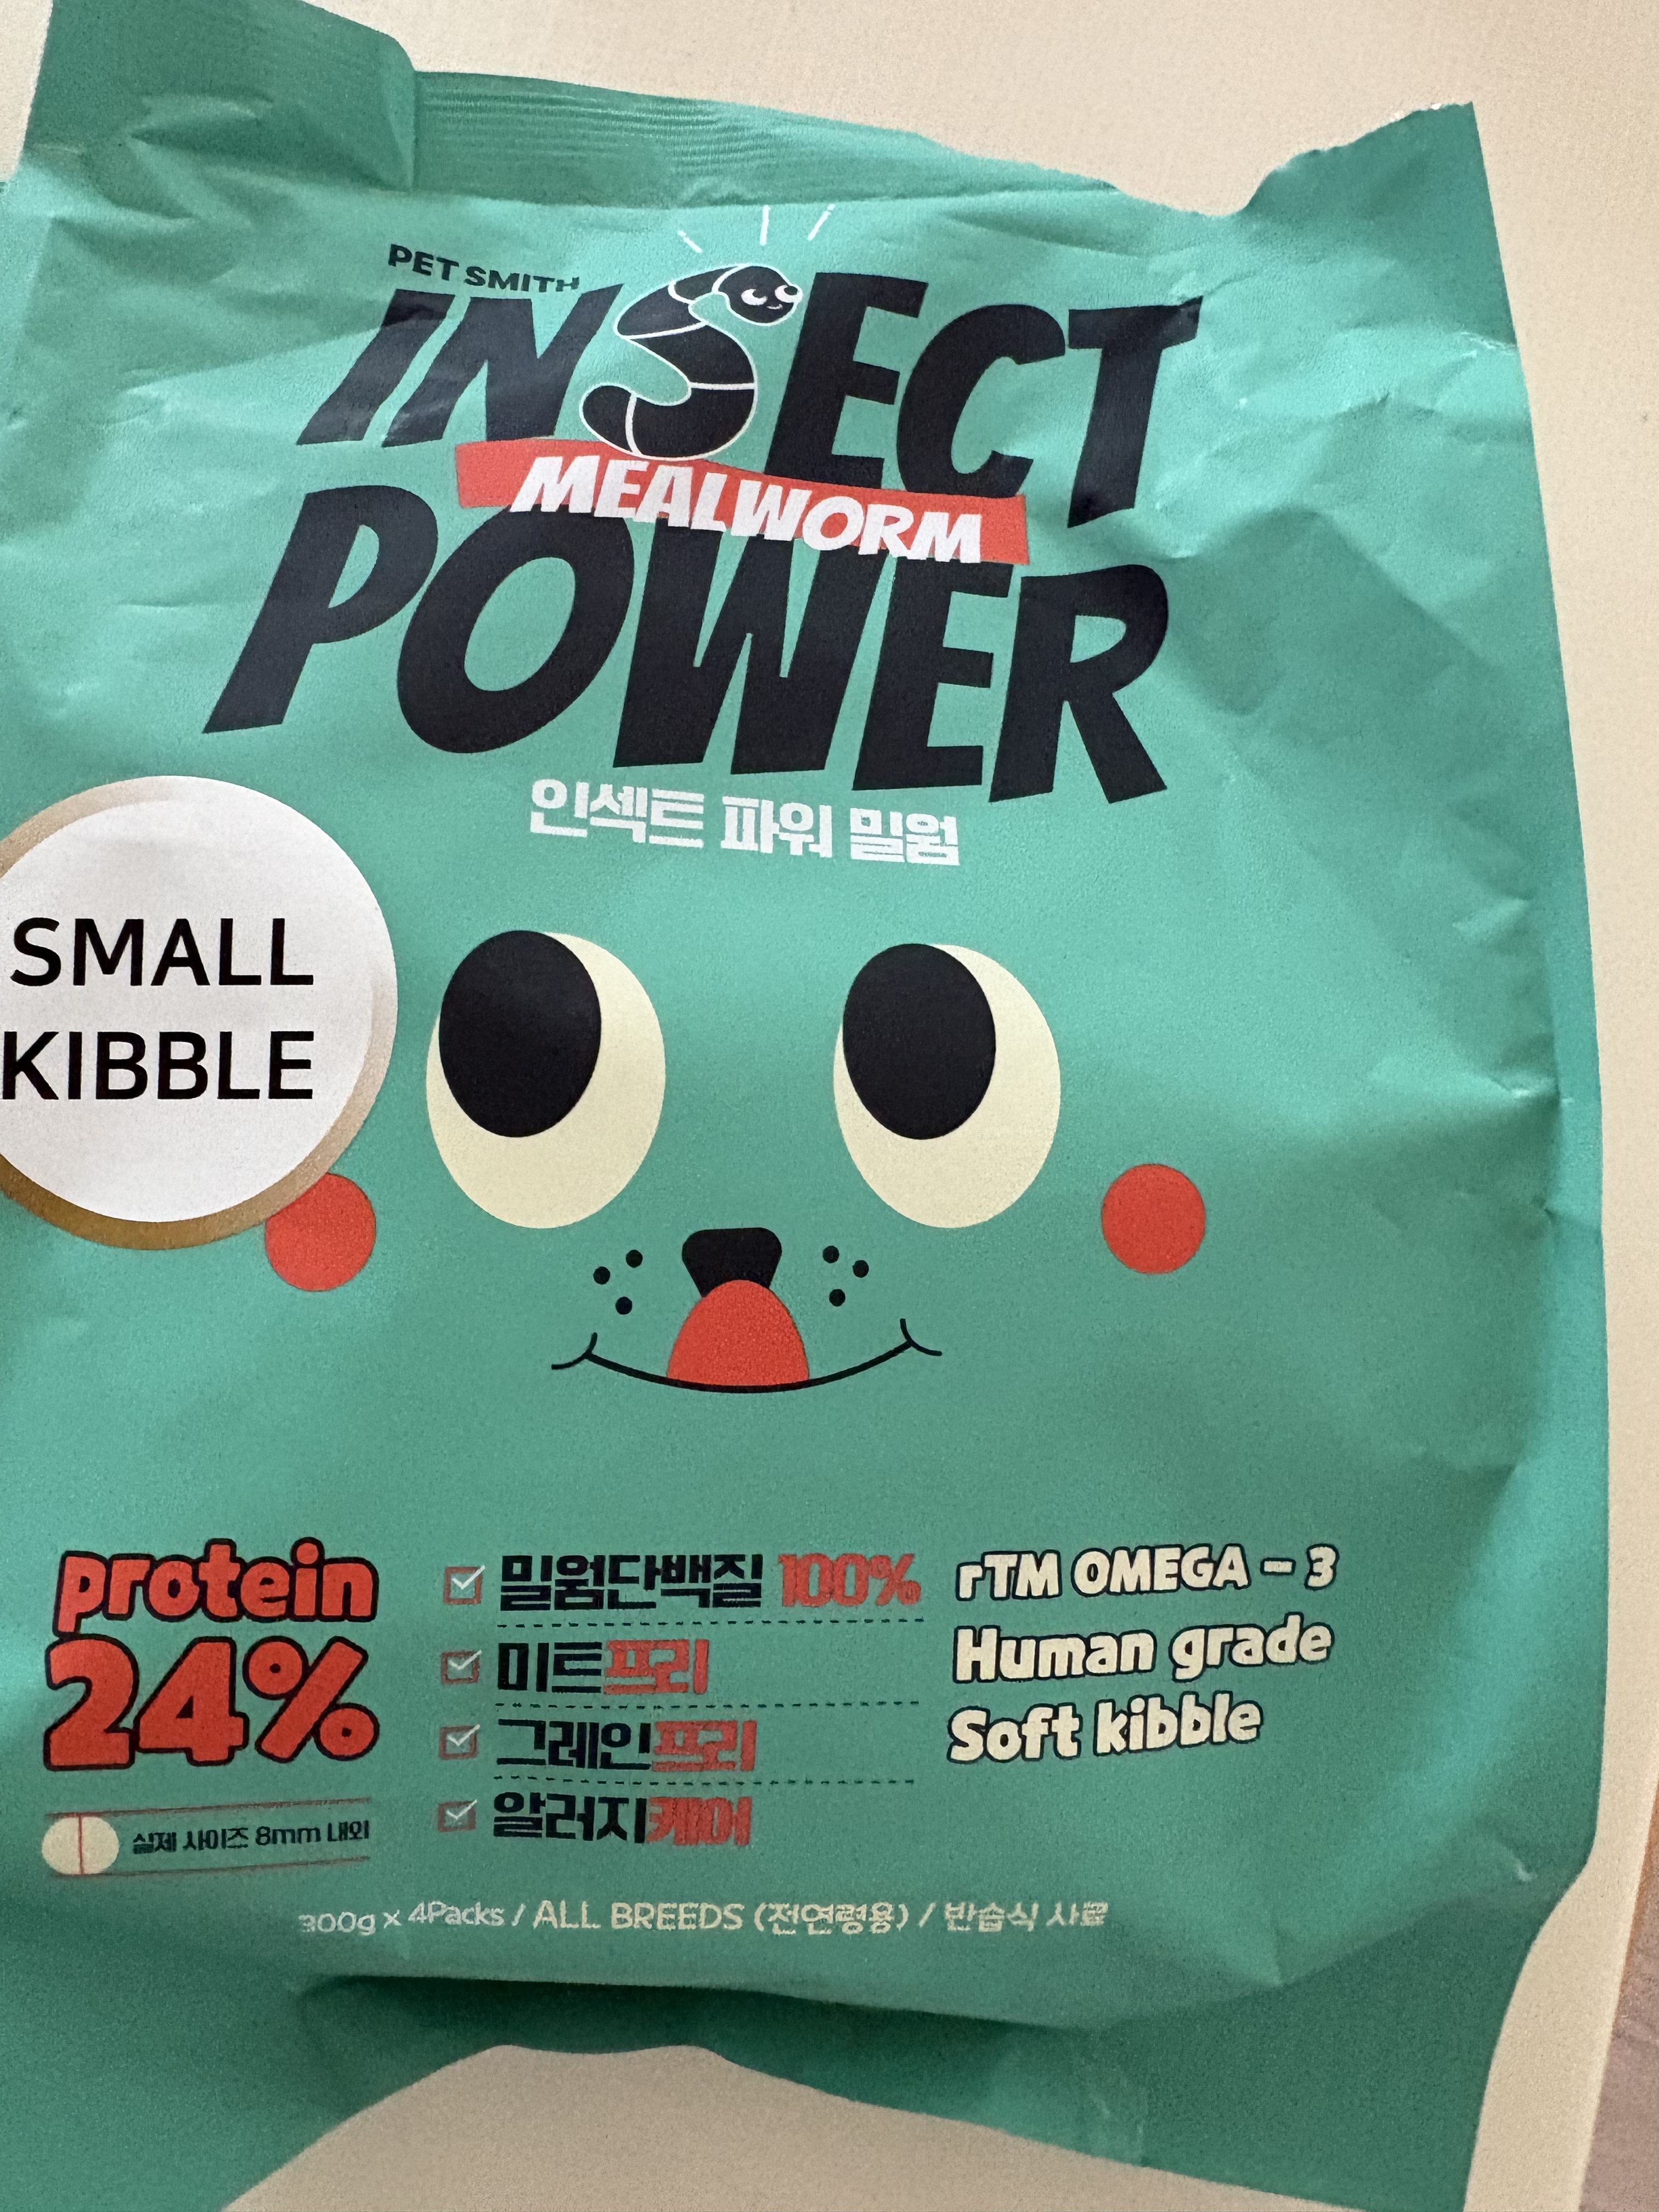 PET SMITH
INSECT
MEALWORM
POWER
인섹트 파워 밀웜
SMALL
KIBBLE
protein
24%
실제 사이즈 8mm 내외
밀웜단백질 100%
미트프리
그레인프리
알러지케어
rTM OMEGA - 3
Human grade
Soft kibble
300g x 4Packs / ALL BREEDS (전연령용) / 반습식 사료